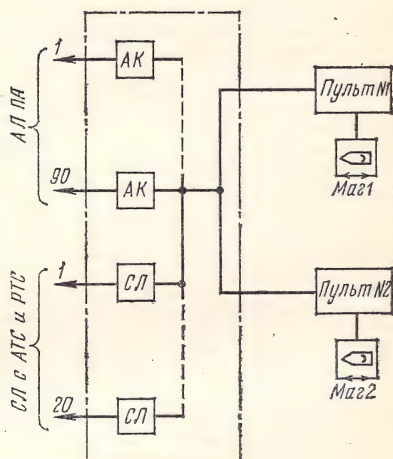 1
АК
АЛ ПА
90
АК
1
СЛ
СЛ с АТС и РТС
20
СЛ
Пульт №1
Маг1
Пульт №2
Маг2